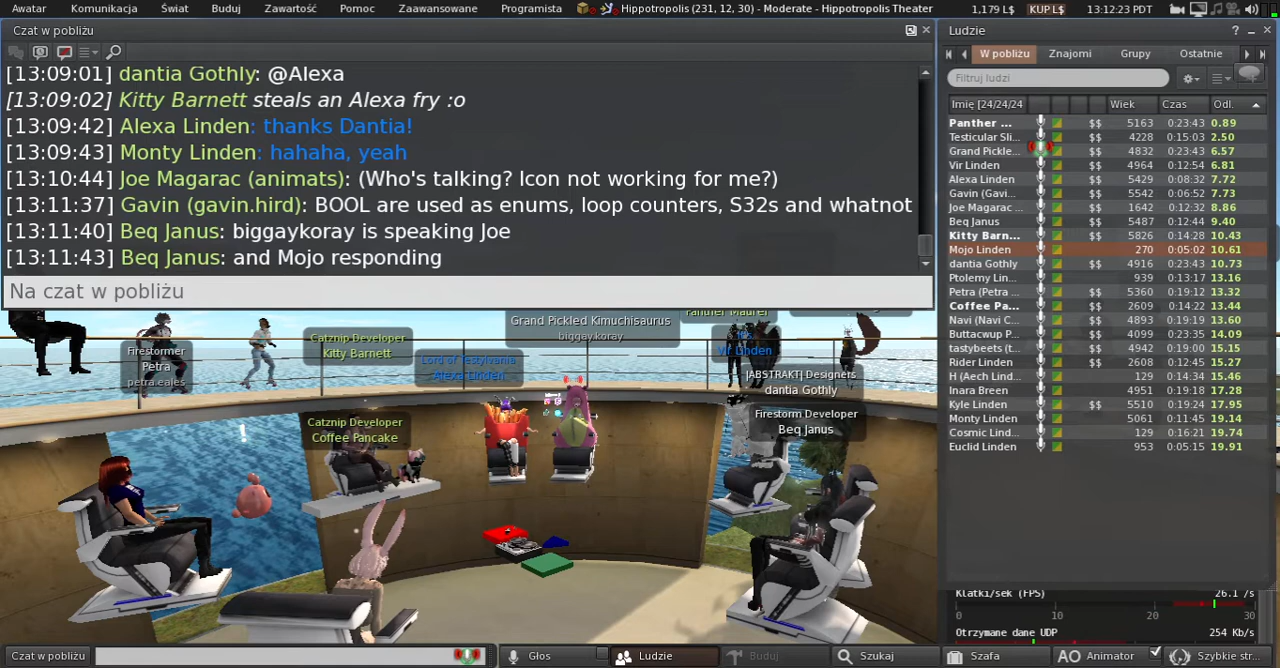 Awatar Komunikacja Świat Buduj Zawartość Pomoc Zaawansowane Programista Hippotropolis (231, 12, 30) - Moderate - Hippotropolis Theater 1,179 L$ KUP L$ 13:12:23 PDT
Czat w pobliżu
[13:09:01] dantia Gothly: @Alexa
[13:09:02] Kitty Barnett steals an Alexa fry :o
[13:09:42] Alexa Linden: thanks Dantia!
[13:09:43] Monty Linden: hahaha, yeah
[13:10:44] Joe Magarac (animats): (Who's talking? Icon not working for me?)
[13:11:37] Gavin (gavin.hird): BOOL are used as enums, loop counters, S32s and whatnot
[13:11:40] Beq Janus: biggaykoray is speaking Joe
[13:11:43] Beq Janus: and Mojo responding
Na czat w pobliżu
Catznip Developer
Kitty Barnett
Firestormer
Petra
petra.eales
Lord of Testylvania
Alexa Linden
Grand Pickled Kimuchisaurus
biggay.koray
Panther Maurer
Vir Linden
|ABSTRAKT| Designers
dantia Gothly
Firestorm Developer
Beq Janus
Catznip Developer
Coffee Pancake
Ludzie
W pobliżu Znajomi Grupy Ostatnie
Filtruj ludzi
Imię [24/24/24 Wiek Czas Odl.
Panther ... $$ 5163 0:23:43 0.89
Testicular Sli... $$ 4228 0:15:03 2.50
Grand Pickle... $$ 4832 0:23:43 6.57
Vir Linden $$ 4964 0:12:54 6.81
Alexa Linden $$ 5429 0:08:32 7.72
Gavin (Gavi... $$ 5542 0:06:52 7.73
Joe Magarac ... $$ 1642 0:12:32 8.86
Beq Janus $$ 5487 0:12:44 9.40
Kitty Barn... $$ 5826 0:14:28 10.43
Mojo Linden 270 0:05:02 10.61
dantia Gothly $$ 4916 0:23:43 10.73
Ptolemy Lin... 939 0:13:17 13.16
Petra (Petra ... $$ 5360 0:19:12 13.32
Coffee Pa... $$ 2609 0:14:22 13.44
Navi (Navi C... $$ 4893 0:19:19 13.60
Buttacwup P... $$ 4099 0:23:35 14.09
tastybeets (t... $$ 4942 0:19:00 15.15
Rider Linden $$ 2608 0:12:45 15.27
H (Aech Lind... 129 0:14:34 15.46
Inara Breen 4951 0:19:18 17.28
Kyle Linden $$ 5510 0:19:24 17.95
Monty Linden 5061 0:11:45 19.14
Cosmic Lind... 129 0:16:21 19.74
Euclid Linden 953 0:05:15 19.91
Klatki/sek (FPS) 26.1 /s
0 10 20 30
Otrzymane dane UDP 254 Kb/s
Czat w pobliżu Głos Ludzie Buduj Szukaj Szafa AO Animator Szybkie str...